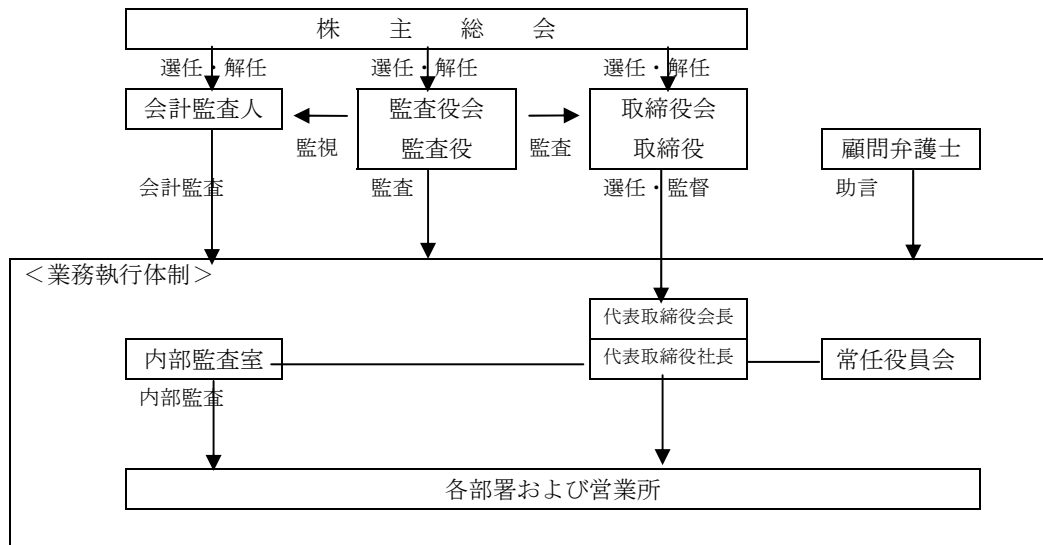 株 主 総 会
選任・解任 選任・解任 選任・解任
会計監査人 監査役会 取締役会
監視 監査役 監査 取締役 顧問弁護士
会計監査 監査 選任・監督 助言
＜業務執行体制＞
代表取締役会長
内部監査室 代表取締役社長 常任役員会
内部監査
各部署および営業所